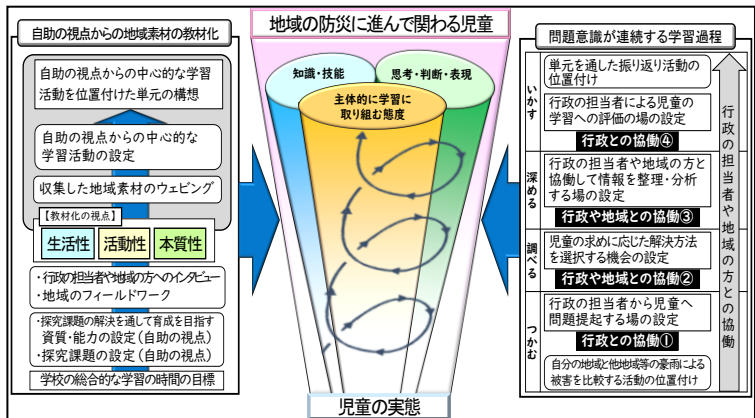 自助の視点からの地域素材の教材化
自助の視点からの中心的な学習
活動を位置付けた単元の構想
自助の視点からの中心的な
学習活動の設定
収集した地域素材のウェビング
【教材化の視点】
生活性
活動性
本質性
・行政の担当者や地域の方へのインタビュー
・地域のフィールドワーク
・探究課題の解決を通して育成を目指す
資質・能力の設定(自助の視点)
・探究課題の設定(自助の視点)
学校の総合的な学習の時間の目標
地域の防災に進んで関わる児童
知識・技能
思考・判断・表現
主体的に学習に
取り組む態度
児童の実態
問題意識が連続する学習過程
いかす
単元を通した振り返り活動の
位置付け
行政の担当者による児童の
学習への評価の場の設定
行政との協働④
深める
行政の担当者や地域の方と
協働して情報を整理・分析
する場の設定
行政や地域との協働③
調べる
児童の求めに応じた解決方法
を選択する機会の設定
行政や地域との協働②
つかむ
行政の担当者から児童へ
問題提起する場の設定
行政との協働①
自分の地域と他地域等の豪雨による
被害を比較する活動の位置付け
行政の担当者や地域の方との協働